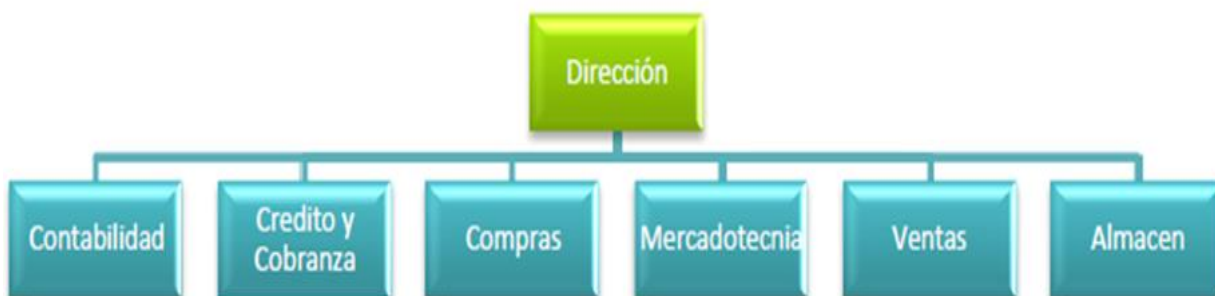 Dirección
Contabilidad
Credito y
Cobranza
Compras
Mercadotecnia
Ventas
Almacen